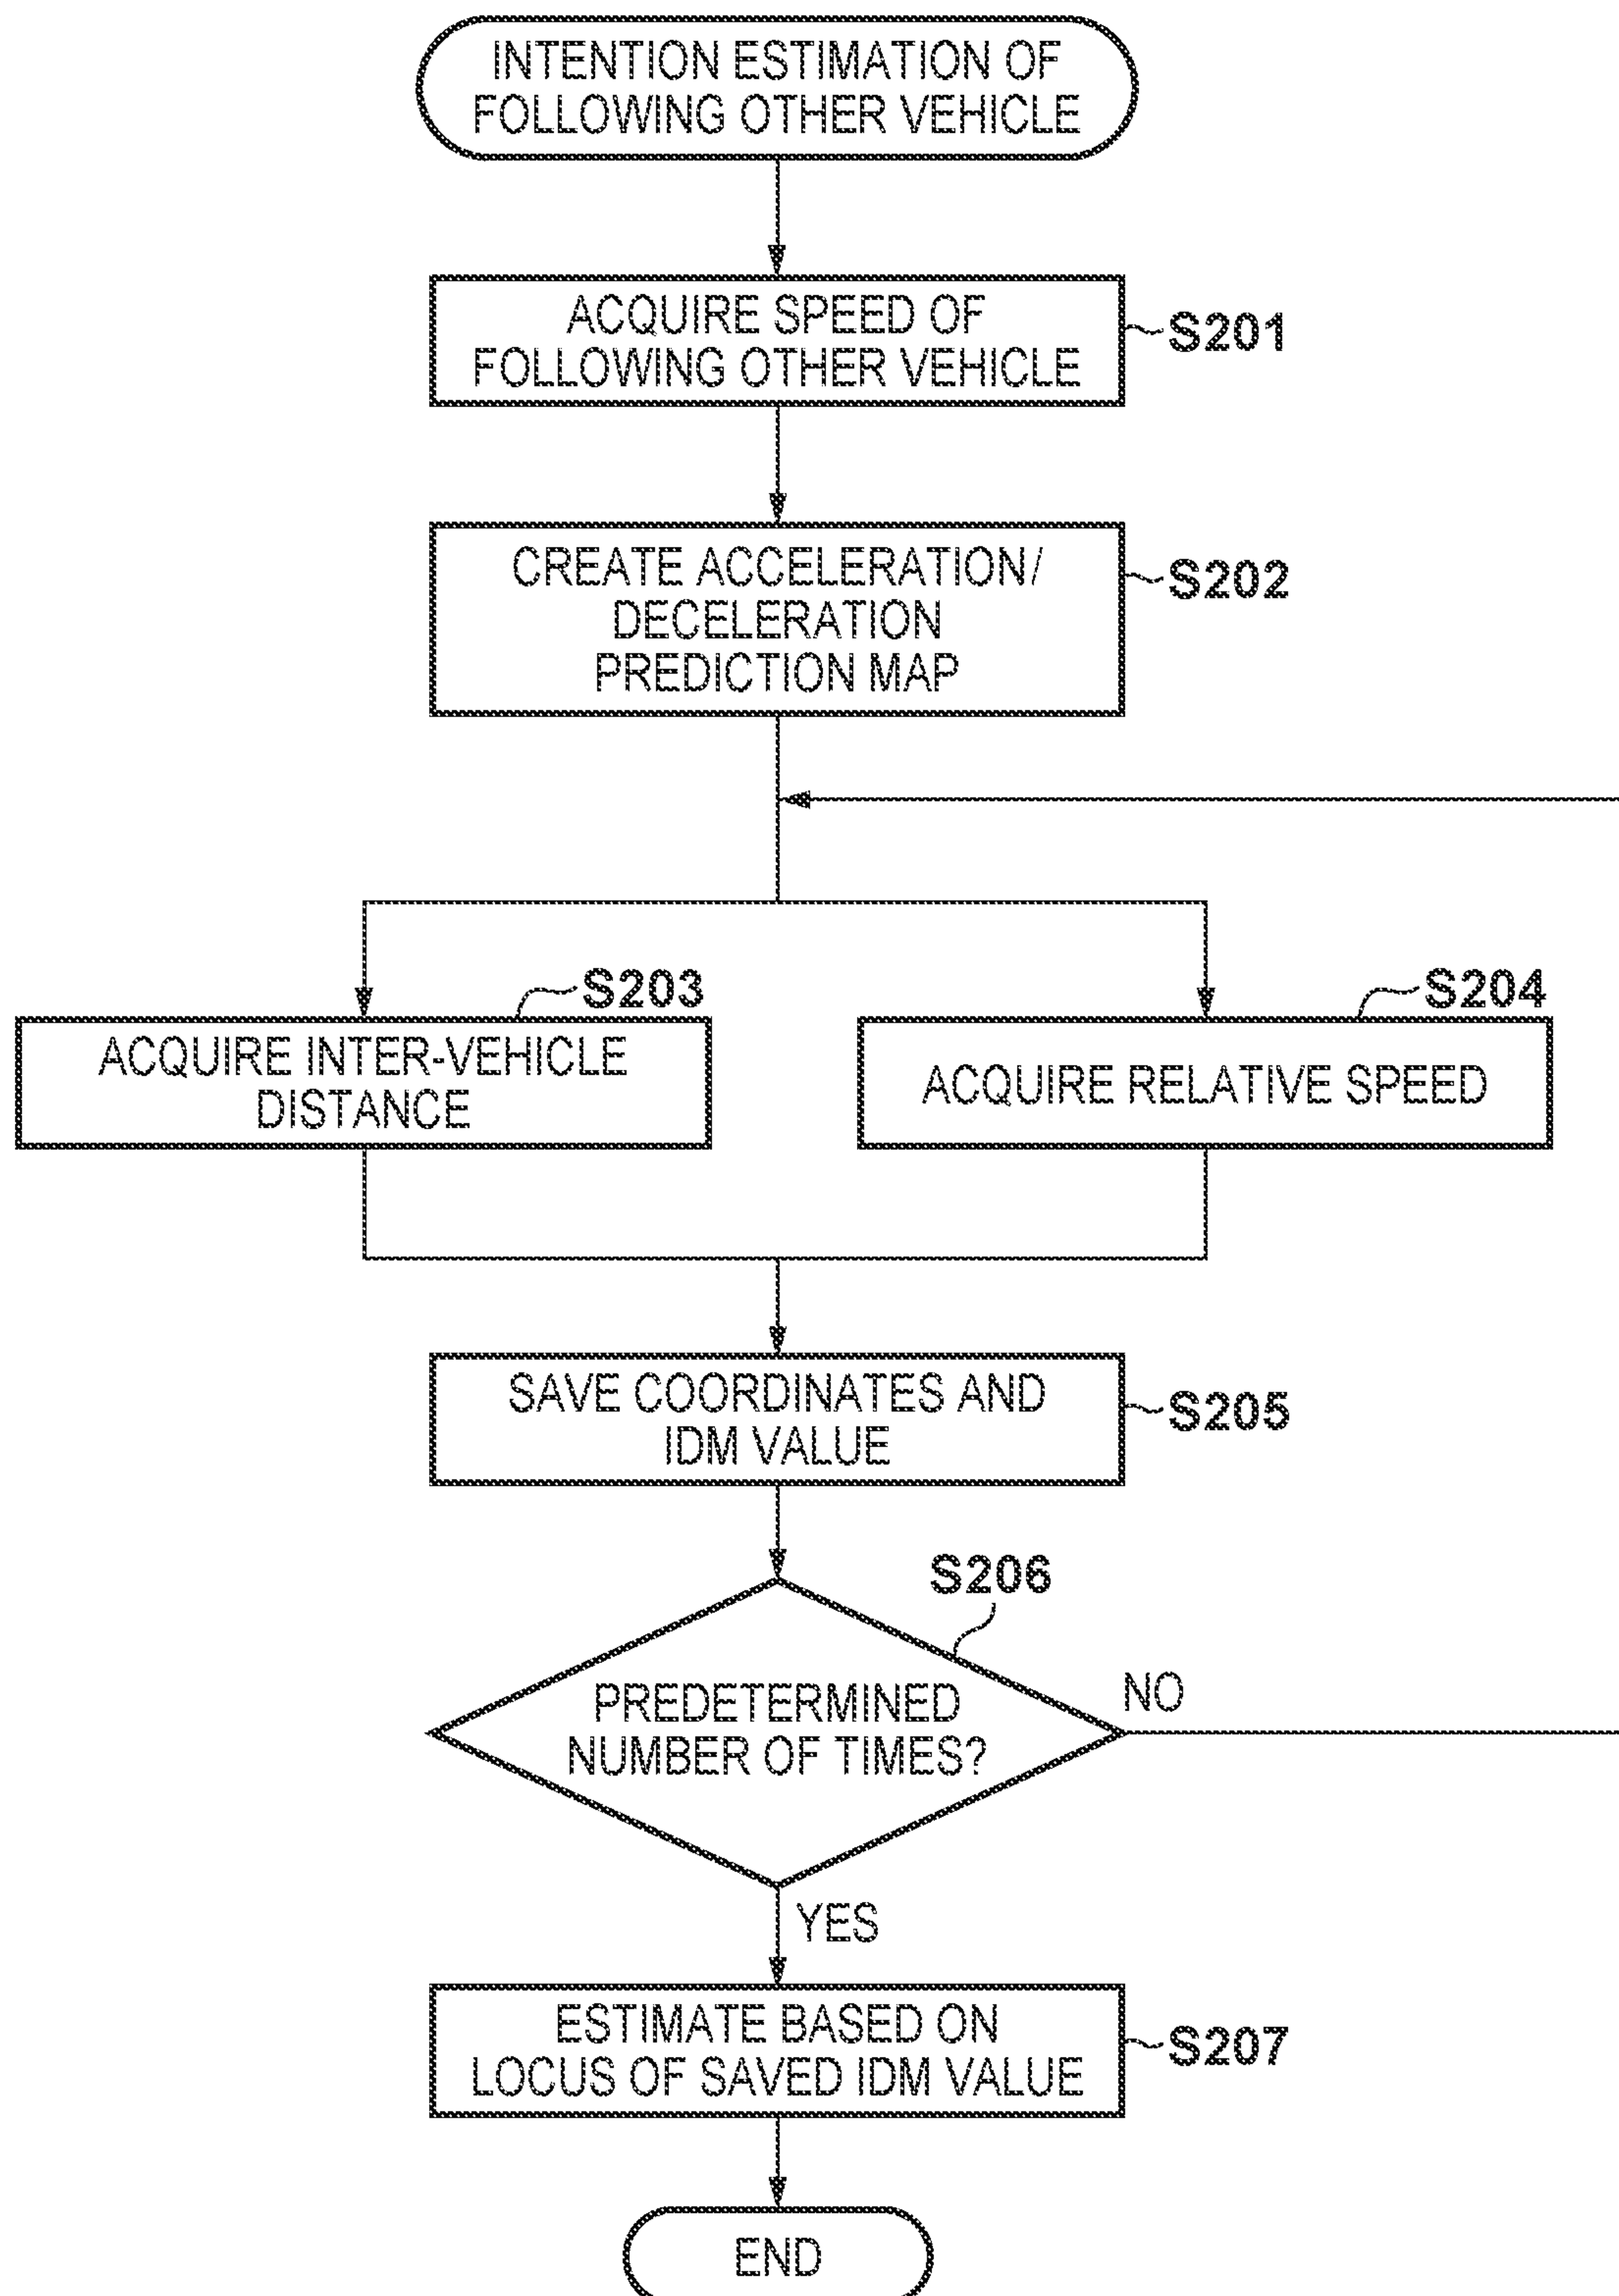 INTENTION ESTIMATION OF
FOLLOWING OTHER VEHICLE
ACQUIRE SPEED OF
FOLLOWING OTHER VEHICLE
S201
CREATE ACCELERATION/
DECELERATION
PREDICTION MAP
S202
S203
ACQUIRE INTER-VEHICLE
DISTANCE
S204
ACQUIRE RELATIVE SPEED
SAVE COORDINATES AND
IDM VALUE
S205
S206
PREDETERMINED
NUMBER OF TIMES?
NO
YES
ESTIMATE BASED ON
LOCUS OF SAVED IDM VALUE
S207
END